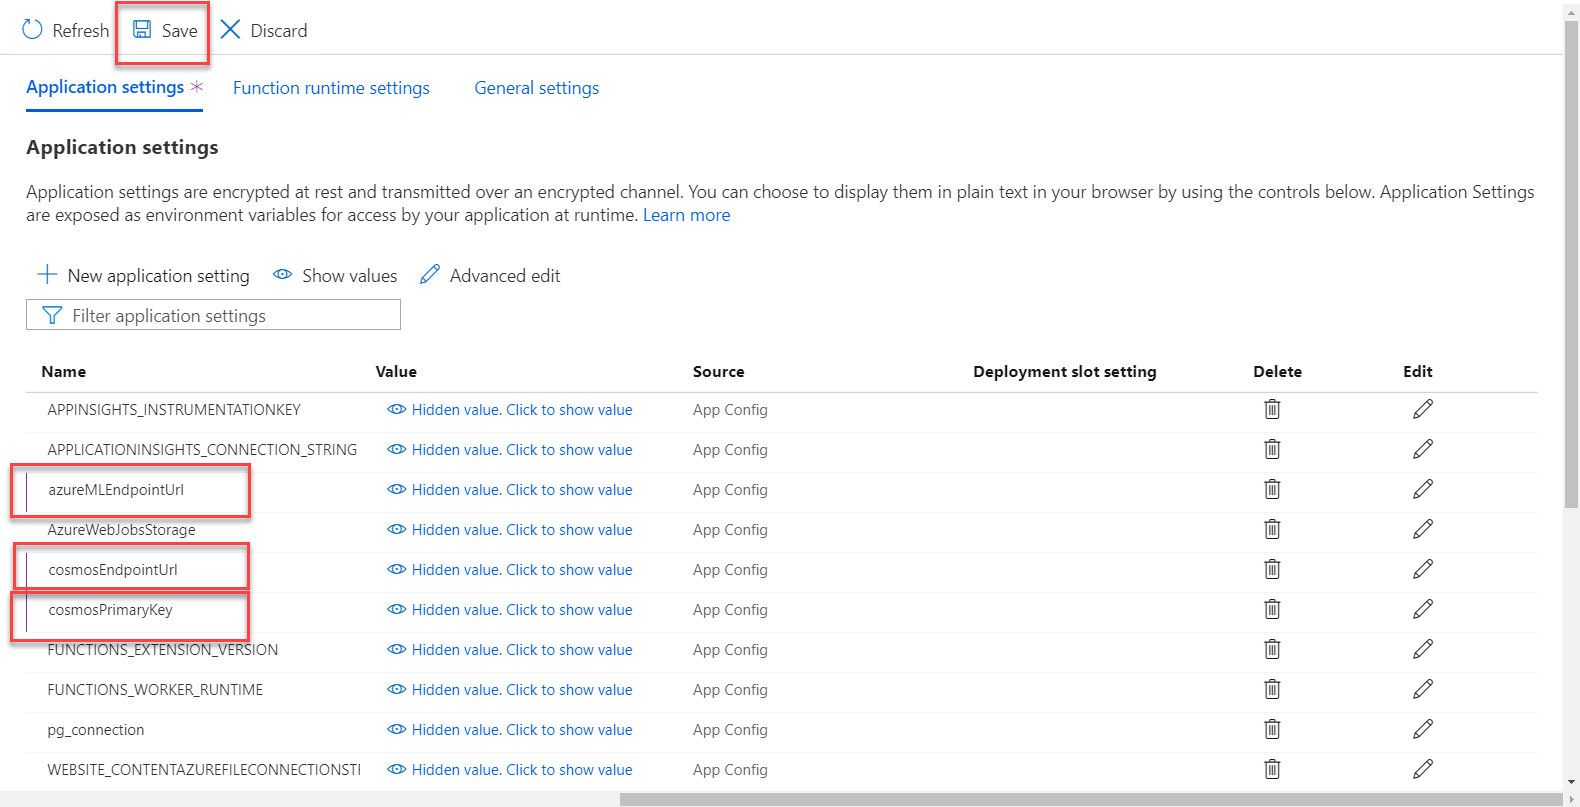 Refresh Save Discard
Application settings * Function runtime settings General settings
Application settings
Application settings are encrypted at rest and transmitted over an encrypted channel. You can choose to display them in plain text in your browser by using the controls below. Application Settings
are exposed as environment variables for access by your application at runtime. Learn more
New application setting Show values Advanced edit
Filter application settings
Name Value Source Deployment slot setting Delete Edit
APPINSIGHTS_INSTRUMENTATIONKEY Hidden value. Click to show value App Config
APPLICATIONINSIGHTS_CONNECTION_STRING Hidden value. Click to show value App Config
azureMLEndpointUrl Hidden value. Click to show value App Config
AzureWebJobsStorage Hidden value. Click to show value App Config
cosmosEndpointUrl Hidden value. Click to show value App Config
cosmosPrimaryKey Hidden value. Click to show value App Config
FUNCTIONS_EXTENSION_VERSION Hidden value. Click to show value App Config
FUNCTIONS_WORKER_RUNTIME Hidden value. Click to show value App Config
pg_connection Hidden value. Click to show value App Config
WEBSITE_CONTENTAZUREFILECONNECTIONSTI Hidden value. Click to show value App Config